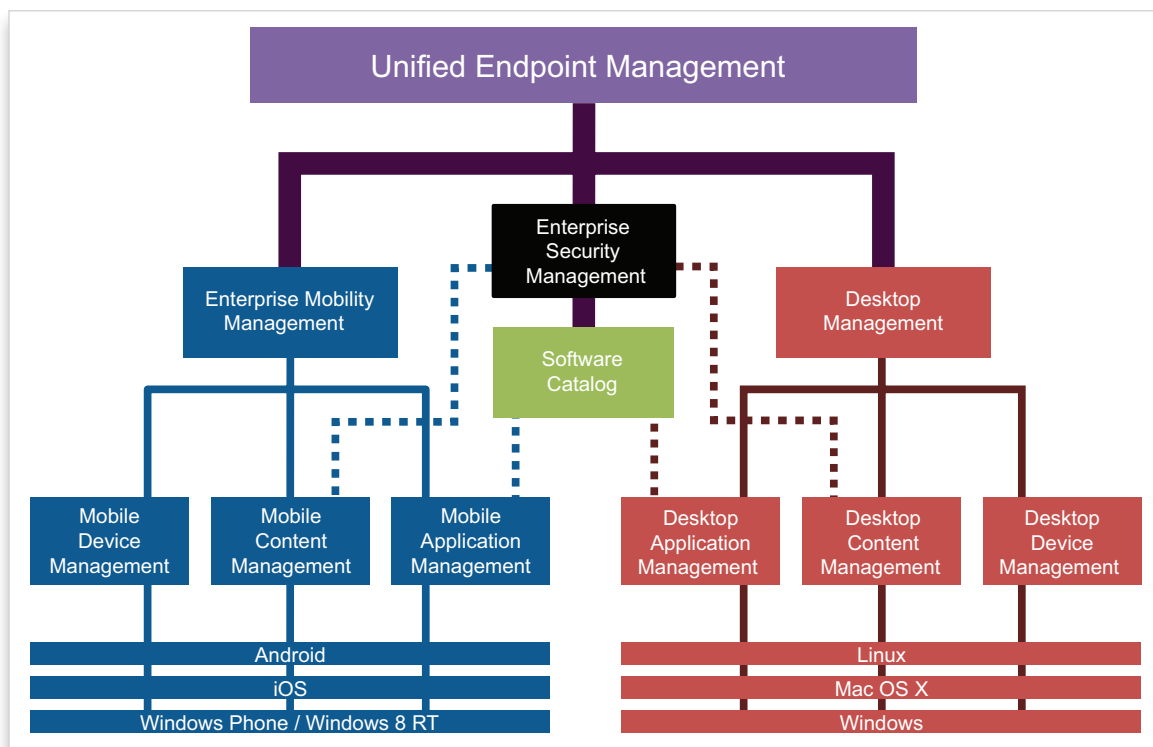 Unified Endpoint Management
Enterprise
Security
Management
Enterprise Mobility
Management
Desktop
Management
Software
Catalog
Mobile
Device
Management
Mobile
Content
Management
Mobile
Application
Management
Desktop
Application
Management
Desktop
Content
Management
Desktop
Device
Management
Android
iOS
Windows Phone / Windows 8 RT
Linux
Mac OS X
Windows